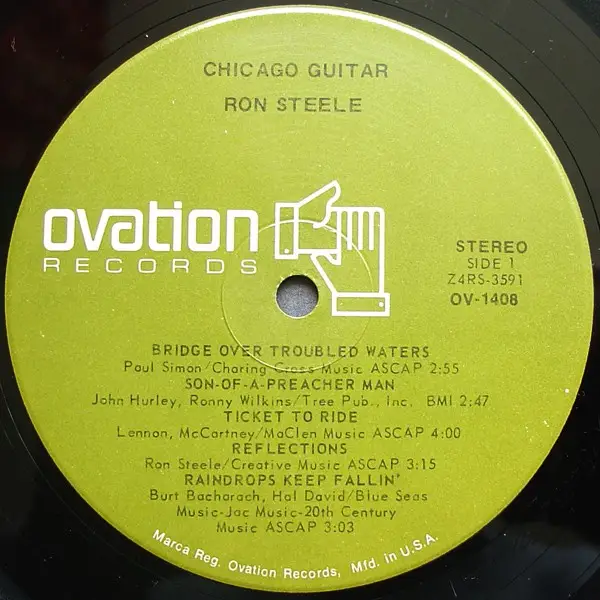 CHICAGO GUITAR
RON STEELE
ovation
RECORDS
STEREO
SIDE 1
Z4RS-3591
OV-1408
BRIDGE OVER TROUBLED WATERS
Paul Simon/Charing Cross Music ASCAP 2:55
SON-OF-A-PREACHER MAN
John Hurley, Ronny Wilkins/Tree Pub., Inc. BMI 2:47
TICKET TO RIDE
Lennon, McCartney/MaClen Music ASCAP 4:00
REFLECTIONS
Ron Steele/Creative Music ASCAP 3:15
RAINDROPS KEEP FALLIN'
Burt Bacharach, Hal David/Blue Seas
Music-Jac Music-20th Century
Music ASCAP 3:03
Marca Reg. Ovation Records, Mfd. in U.S.A.